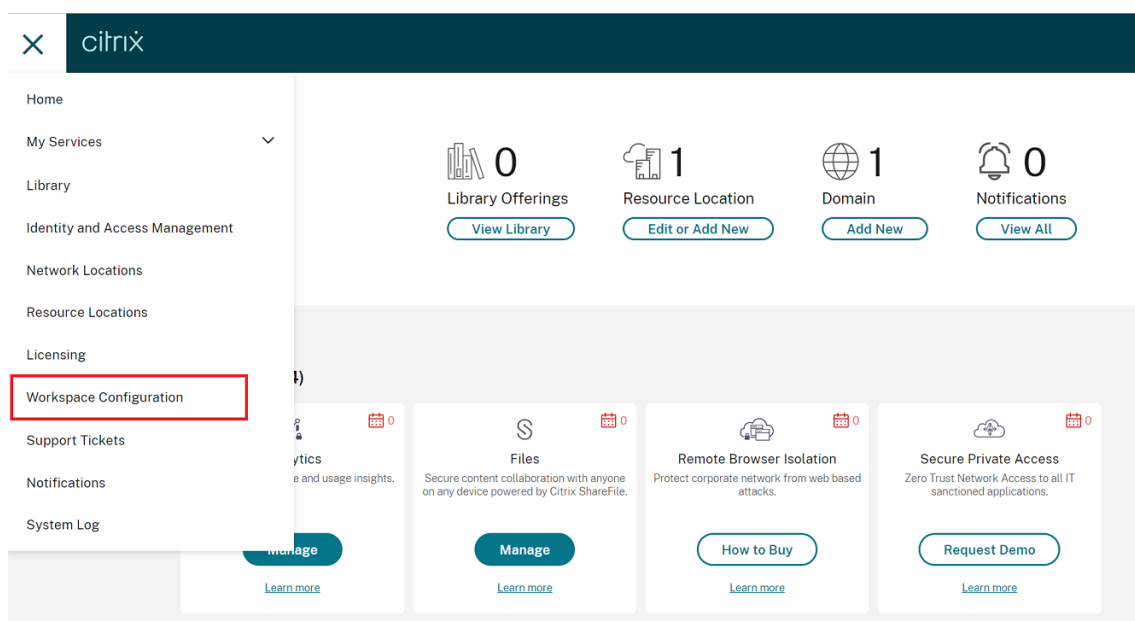 citrix
Home
My Services
Library
Identity and Access Management
Network Locations
Resource Locations
Licensing
Workspace Configuration
Support Tickets
Notifications
System Log
0
Library Offerings
View Library
1
Resource Location
Edit or Add New
1
Domain
Add New
0
Notifications
View All
4)
0
ytics
e and usage insights.
Manage
Learn more
0
Files
Secure content collaboration with anyone
on any device powered by Citrix ShareFile.
Manage
Learn more
0
Remote Browser Isolation
Protect corporate network from web based
attacks.
How to Buy
Learn more
0
Secure Private Access
Zero Trust Network Access to all IT
sanctioned applications.
Request Demo
Learn more